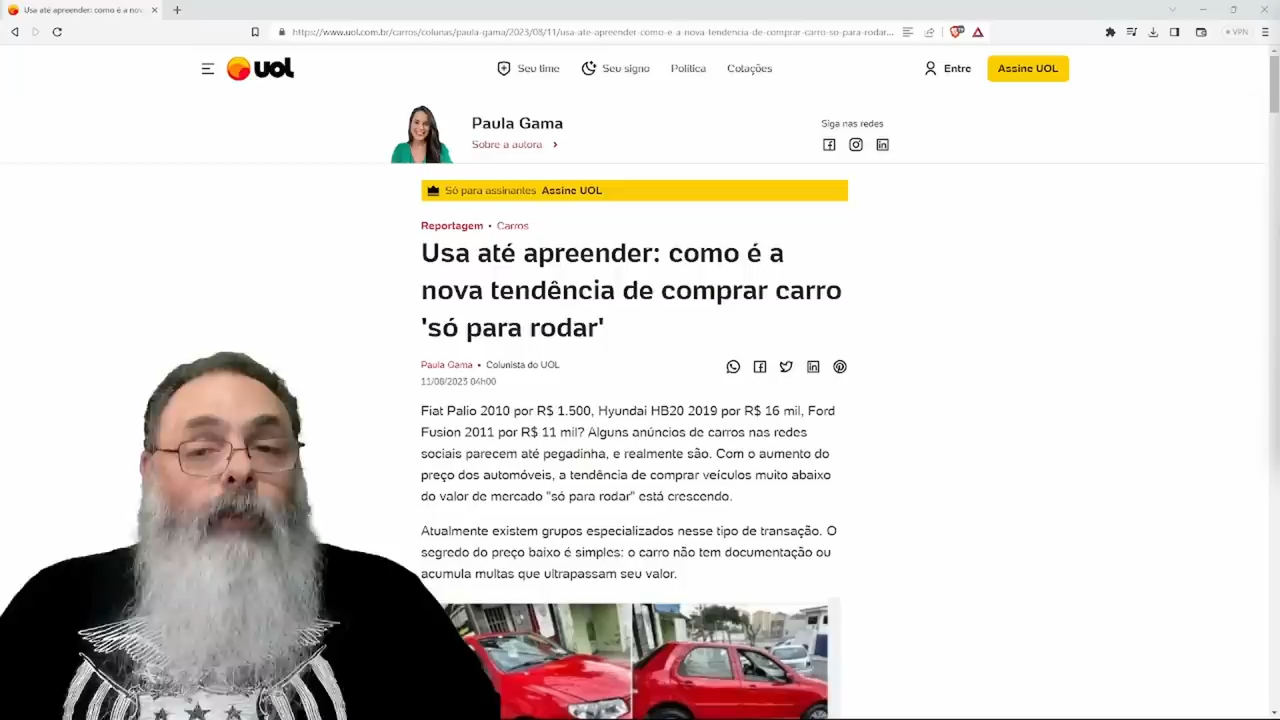 Usa até apreender: como é a nov
https://www.uol.com.br/carros/colunas/paula-gama/2023/08/11/usa-ate-apreender-como-e-a-nova-tendencia-de-comprar-carro-so-para-rodar...
VPN
UOL
Seu time
Seu signo
Política
Cotações
Entre
Assine UOL
Paula Gama
Sobre a autora
Siga nas redes
Só para assinantes Assine UOL
Reportagem • Carros
Usa até apreender: como é a
nova tendência de comprar carro
'só para rodar'
Paula Gama • Colunista do UOL
11/08/2023 04h00
Fiat Palio 2010 por R$ 1.500, Hyundai HB20 2019 por R$ 16 mil, Ford
Fusion 2011 por R$ 11 mil? Alguns anúncios de carros nas redes
sociais parecem até pegadinha, e realmente são. Com o aumento do
preço dos automóveis, a tendência de comprar veículos muito abaixo
do valor de mercado "só para rodar" está crescendo.
Atualmente existem grupos especializados nesse tipo de transação. O
segredo do preço baixo é simples: o carro não tem documentação ou
acumula multas que ultrapassam seu valor.